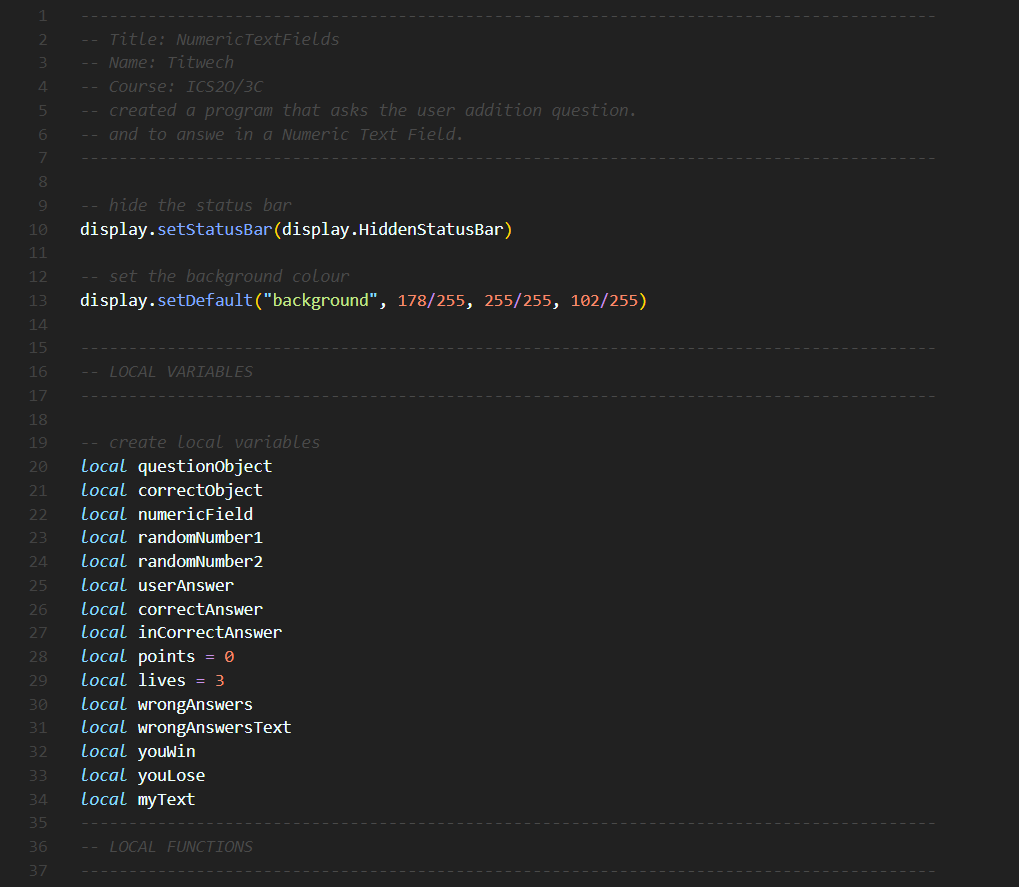 1 -----------------------------------------------------------------------------------------
2 -- Title: NumericTextFields
3 -- Name: Titwech
4 -- Course: ICS2O/3C
5 -- created a program that asks the user addition question.
6 -- and to answe in a Numeric Text Field.
7 -----------------------------------------------------------------------------------------
8
9 -- hide the status bar
10 display.setStatusBar(display.HiddenStatusBar)
11
12 -- set the background colour
13 display.setDefault("background", 178/255, 255/255, 102/255)
14
15 -----------------------------------------------------------------------------------------
16 -- LOCAL VARIABLES
17 -----------------------------------------------------------------------------------------
18
19 -- create local variables
20 local questionObject
21 local correctObject
22 local numericField
23 local randomNumber1
24 local randomNumber2
25 local userAnswer
26 local correctAnswer
27 local inCorrectAnswer
28 local points = 0
29 local lives = 3
30 local wrongAnswers
31 local wrongAnswersText
32 local youWin
33 local youLose
34 local myText
35 -----------------------------------------------------------------------------------------
36 -- LOCAL FUNCTIONS
37 -----------------------------------------------------------------------------------------